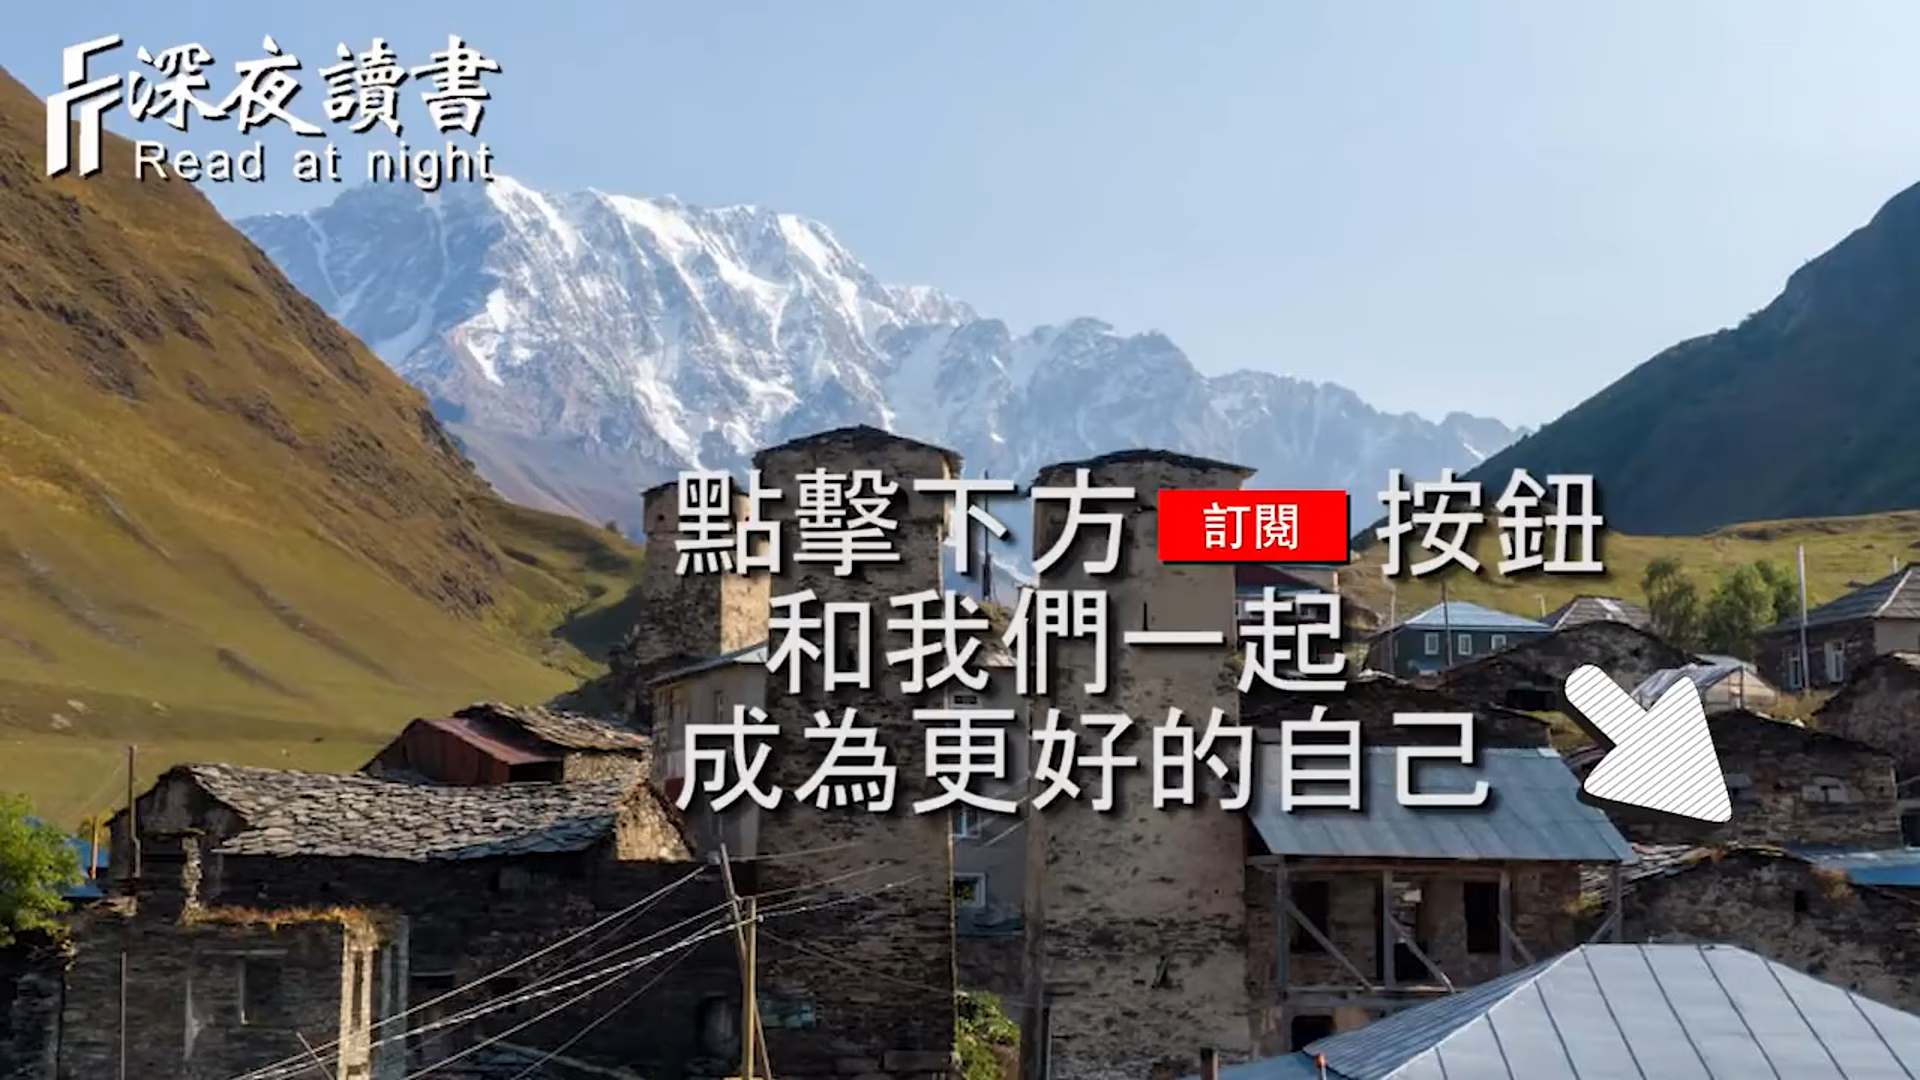 深夜讀書
Read at night
點擊下方 訂閱 按鈕
和我們一起
成為更好的自己